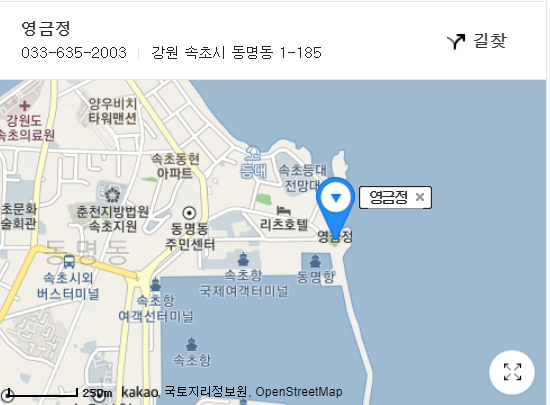 영금정
033-635-2003 강원 속초시 동명동 1-185
길찾
양우비치
타워맨션
강원도
속초의료원
속초동현
아파트
등대
속초등대
전망대
영금정
초문화
술회관
춘천지방법원
속초지원
동명동
주민센터
리츠호텔
영금정
동명동
속초시외
버스터미널
속초항
국제여객터미널
동명항
속초항
여객선터미널
속초항
250m
kakao, 국토지리정보원, OpenStreetMap